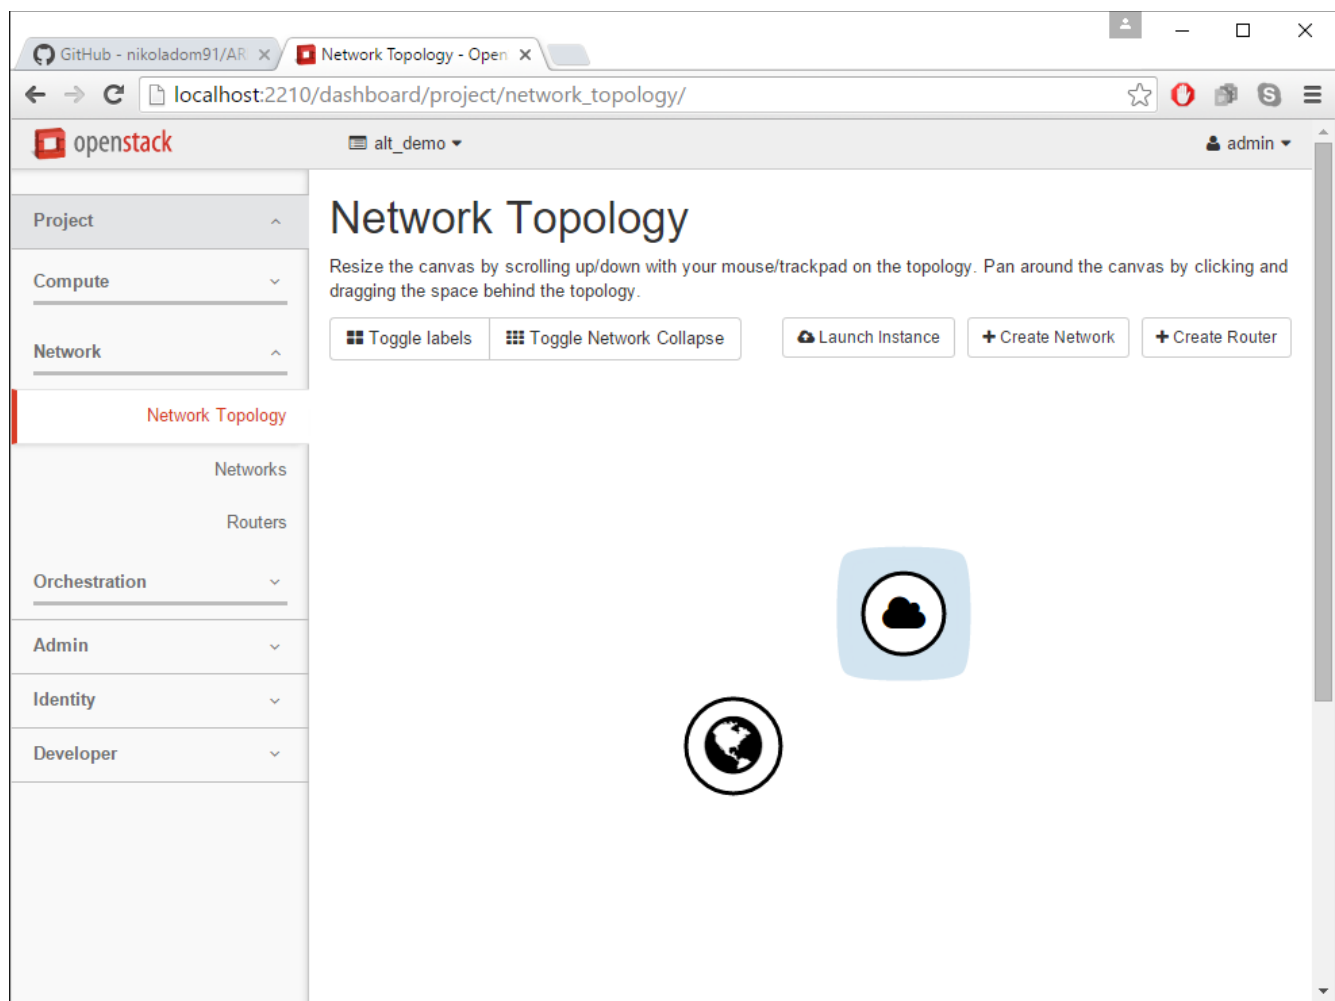 GitHub - nikoladom91/AR
Network Topology - Open
localhost:2210/dashboard/project/network_topology/
openstack
alt_demo
admin
Project
Compute
Network
Network Topology
Networks
Routers
Orchestration
Admin
Identity
Developer
Network Topology
Resize the canvas by scrolling up/down with your mouse/trackpad on the topology. Pan around the canvas by clicking and
dragging the space behind the topology.
Toggle labels
Toggle Network Collapse
Launch Instance
Create Network
Create Router